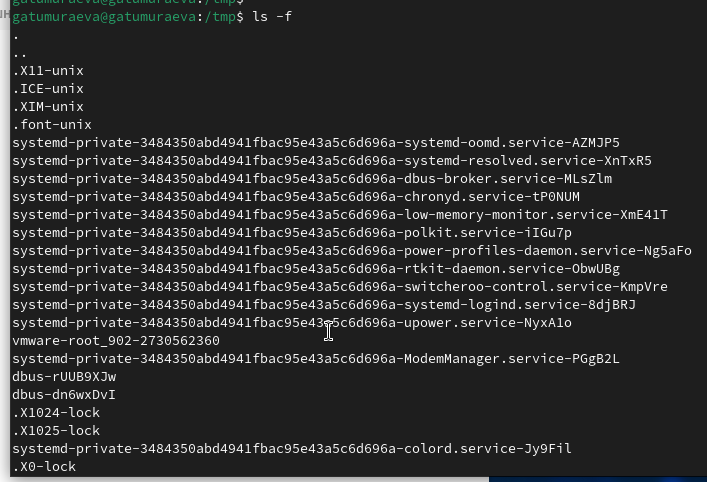 gatumuraeva@gatumuraeva:/tmp$
gatumuraeva@gatumuraeva:/tmp$ ls -f
.
..
.X11-unix
.ICE-unix
.XIM-unix
.font-unix
systemd-private-3484350abd4941fbac95e43a5c6d696a-systemd-oomd.service-AZMJP5
systemd-private-3484350abd4941fbac95e43a5c6d696a-systemd-resolved.service-XnTxR5
systemd-private-3484350abd4941fbac95e43a5c6d696a-dbus-broker.service-MLsZlm
systemd-private-3484350abd4941fbac95e43a5c6d696a-chronyd.service-tP0NUM
systemd-private-3484350abd4941fbac95e43a5c6d696a-low-memory-monitor.service-XmE41T
systemd-private-3484350abd4941fbac95e43a5c6d696a-polkit.service-iIGu7p
systemd-private-3484350abd4941fbac95e43a5c6d696a-power-profiles-daemon.service-Ng5aFo
systemd-private-3484350abd4941fbac95e43a5c6d696a-rtkit-daemon.service-ObwUBg
systemd-private-3484350abd4941fbac95e43a5c6d696a-switcheroo-control.service-KmpVre
systemd-private-3484350abd4941fbac95e43a5c6d696a-systemd-logind.service-8djBRJ
systemd-private-3484350abd4941fbac95e43a5c6d696a-upower.service-NyxA1o
vmware-root_902-2730562360
systemd-private-3484350abd4941fbac95e43a5c6d696a-ModemManager.service-PGgB2L
dbus-rUUB9XJw
dbus-dn6wxDvI
.X1024-lock
.X1025-lock
systemd-private-3484350abd4941fbac95e43a5c6d696a-colord.service-Jy9Fil
.X0-lock